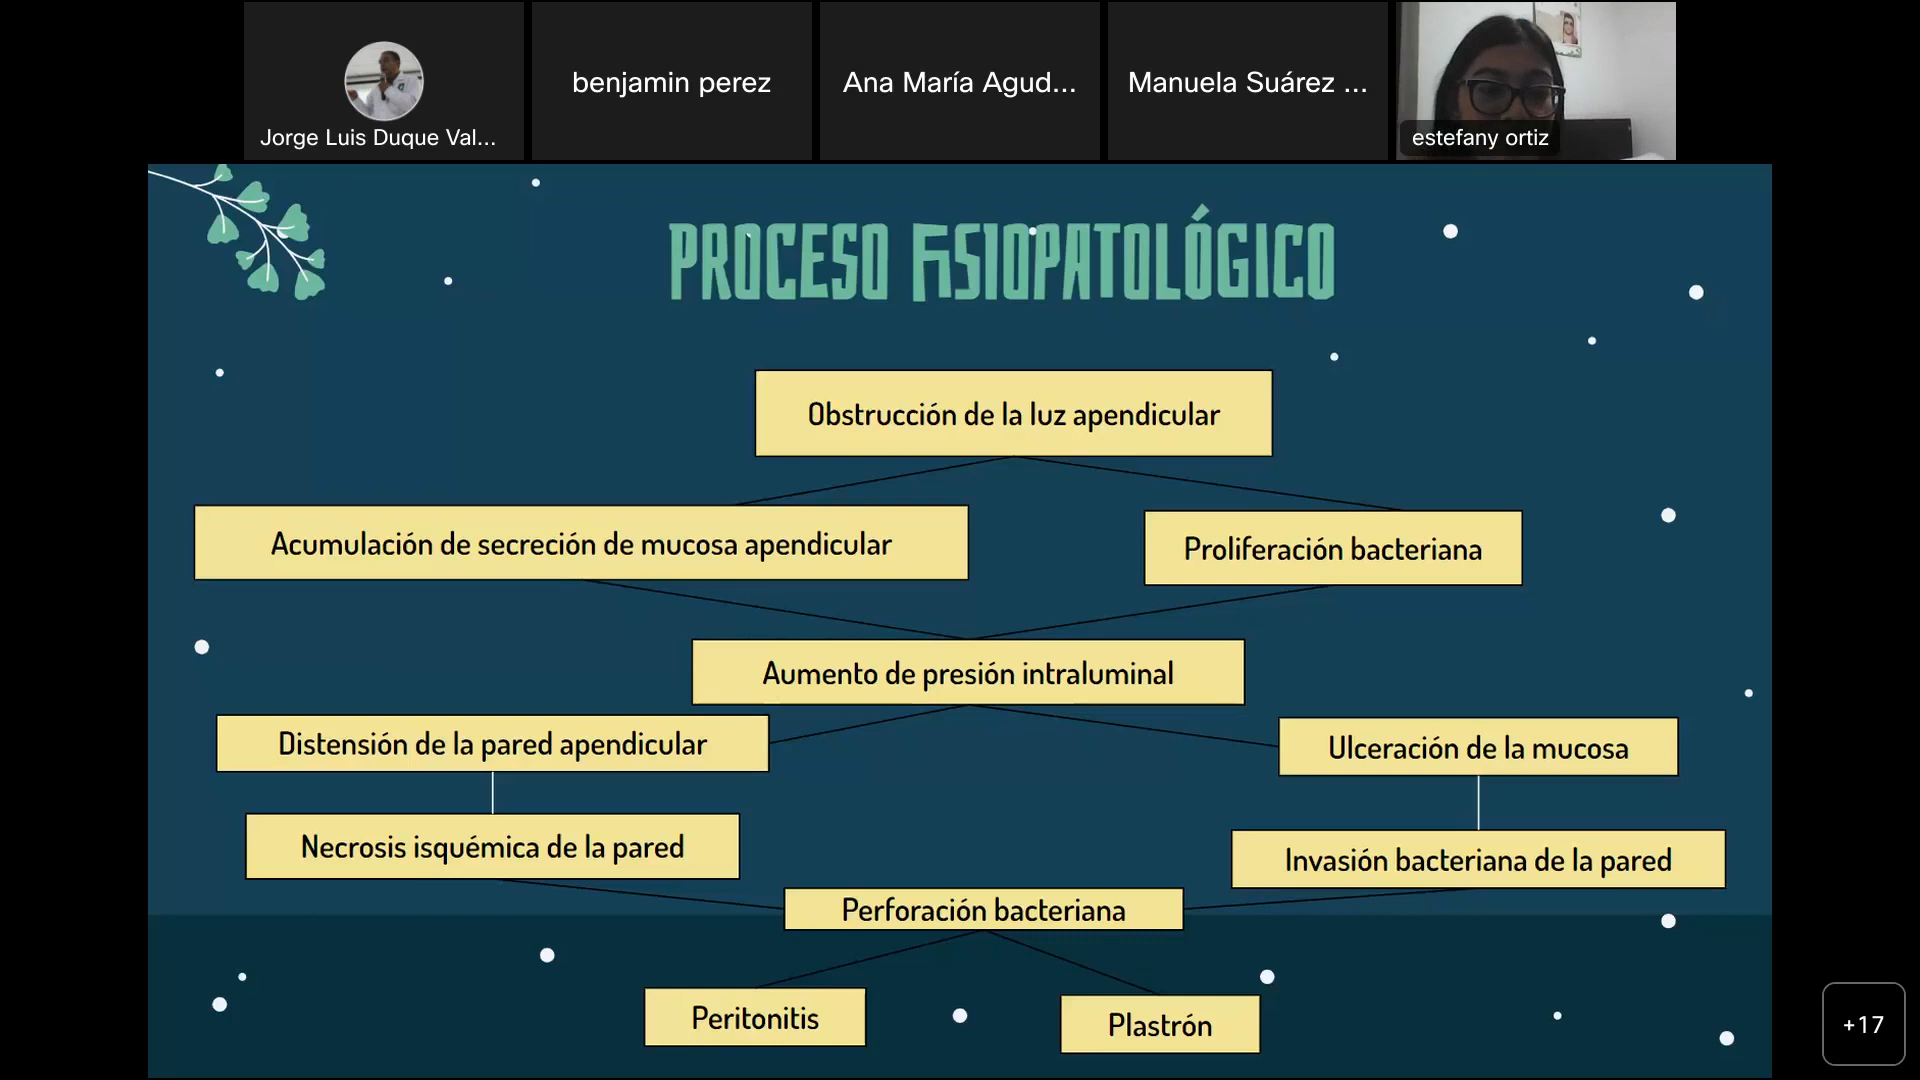 Jorge Luis Duque Val...
benjamin perez
Ana María Agud...
Manuela Suárez ...
estefany ortiz
PROCESO FISIOPATOLÓGICO
Obstrucción de la luz apendicular
Acumulación de secreción de mucosa apendicular
Proliferación bacteriana
Aumento de presión intraluminal
Distensión de la pared apendicular
Ulceración de la mucosa
Necrosis isquémica de la pared
Invasión bacteriana de la pared
Perforación bacteriana
Peritonitis
Plastrón
+17